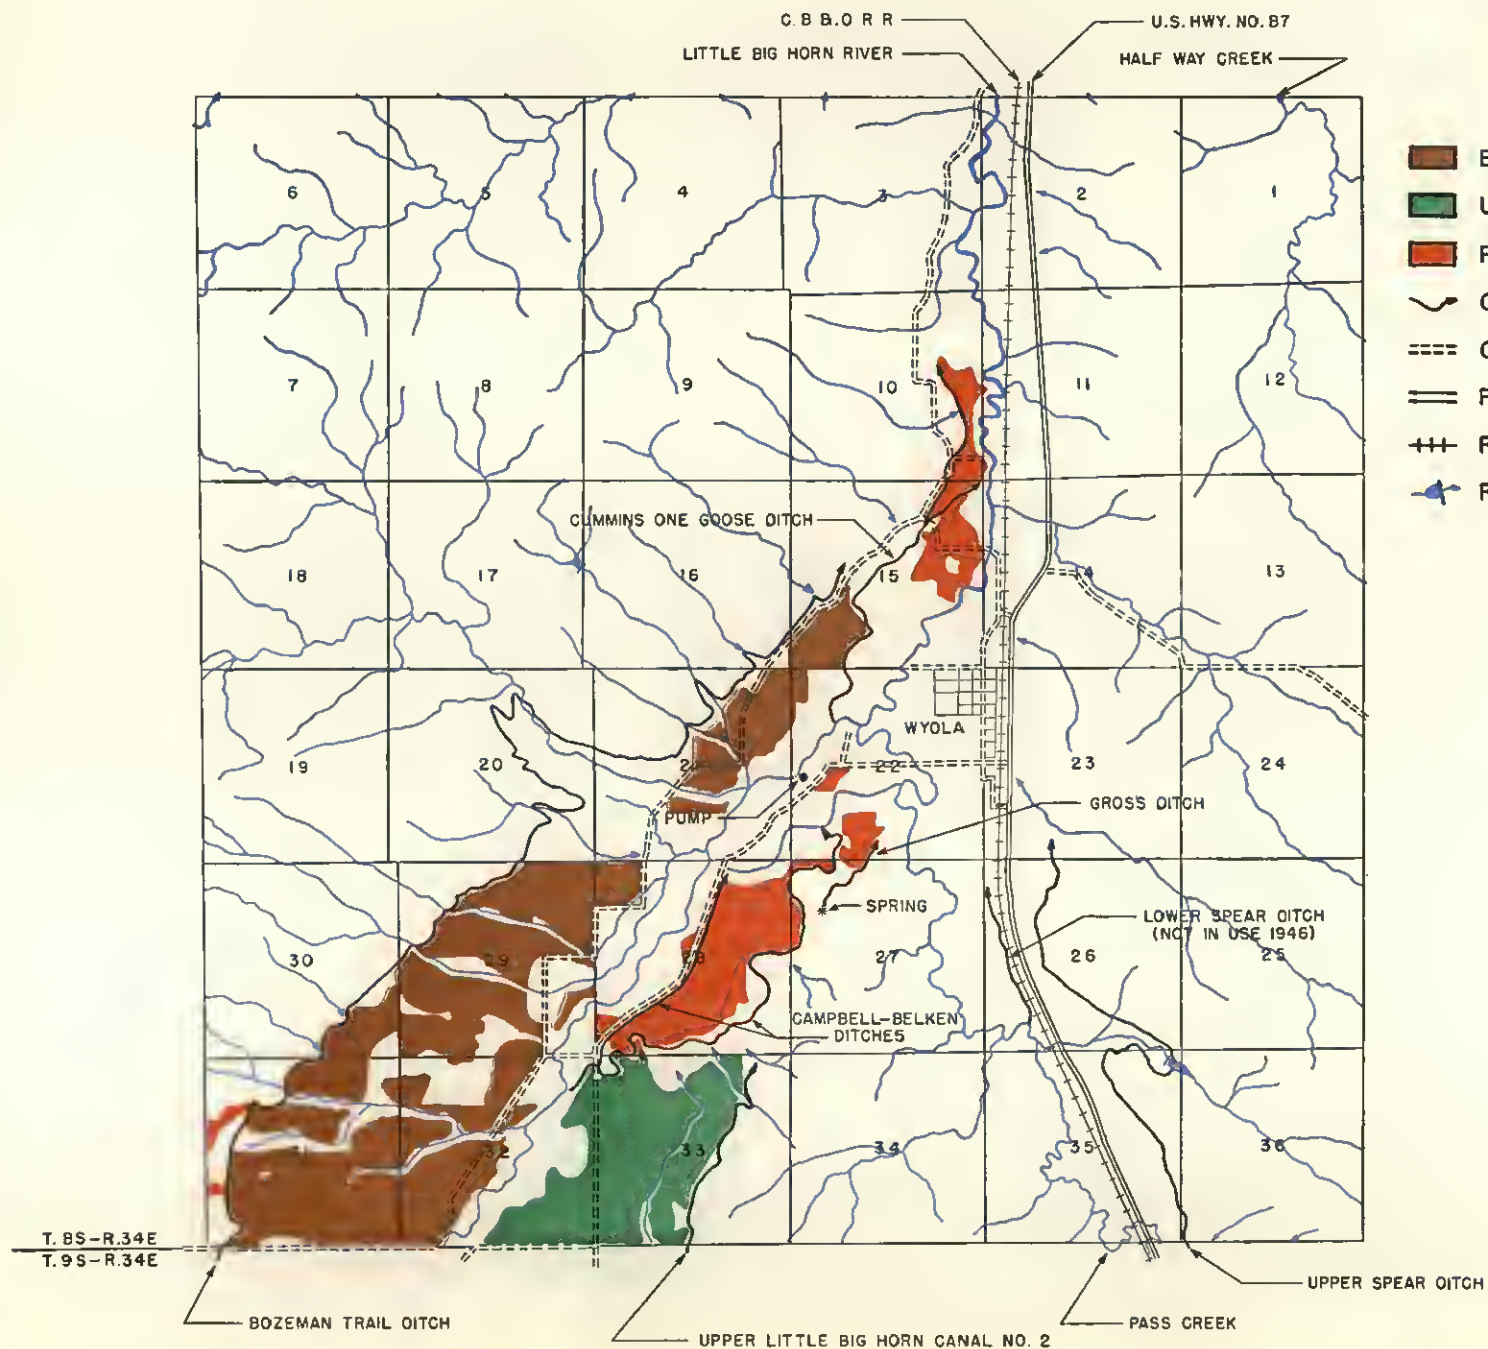 C. B B. O R R
U.S. HWY. NO. 87
LITTLE BIG HORN RIVER
HALF WAY CREEK
6
5
4
3
2
1
B
U
R
7
8
9
10
11
12
CUMMINS ONE GOOSE DITCH
18
17
16
15
14
13
WYOLA
19
20
21
22
23
24
PUMP
GROSS DITCH
SPRING
LOWER SPEAR DITCH
(NOT IN USE 1946)
30
29
28
27
26
25
CAMPBELL-BELKEN
DITCHES
32
33
34
35
36
T. 8S-R.34E
T. 9S-R.34E
UPPER SPEAR DITCH
BOZEMAN TRAIL DITCH
PASS CREEK
UPPER LITTLE BIG HORN CANAL NO. 2